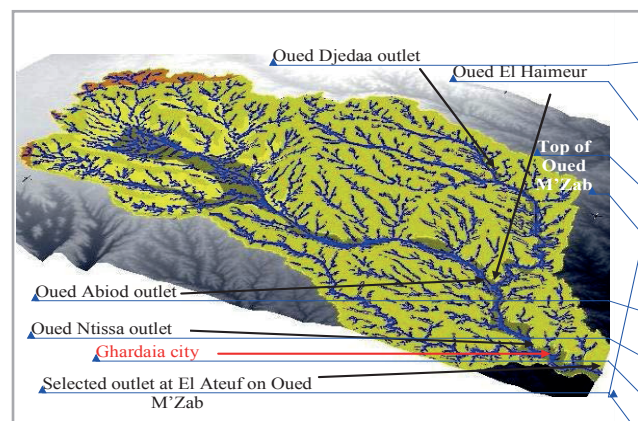 Oued Djedaa outlet
Oued El Haimeur
Top of
Oued
M'Zab
Oued Abiod outlet
Oued Ntissa outlet
Ghardaia city
Selected outlet at El Ateuf on Oued
M'Zab